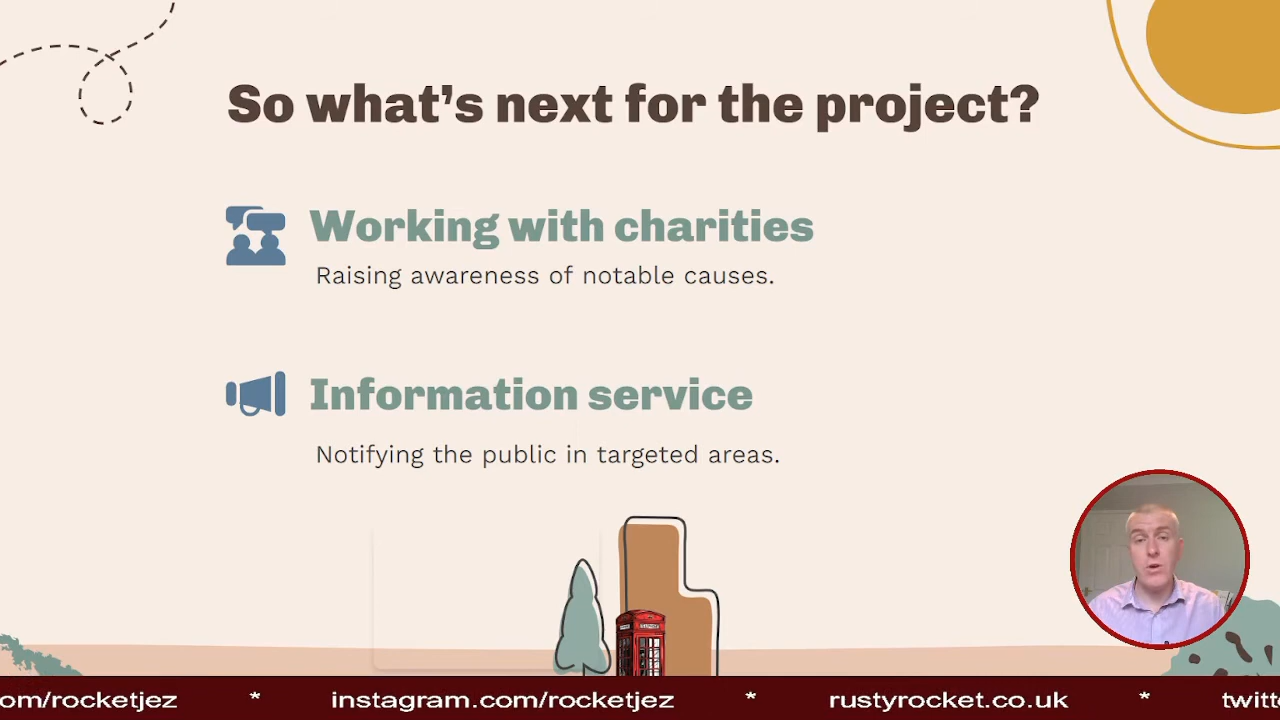 So what's next for the project?
Working with charities
Raising awareness of notable causes.
Information service
Notifying the public in targeted areas.
om/rocketjez * instagram.com/rocketjez * rustyrocket.co.uk * twitt